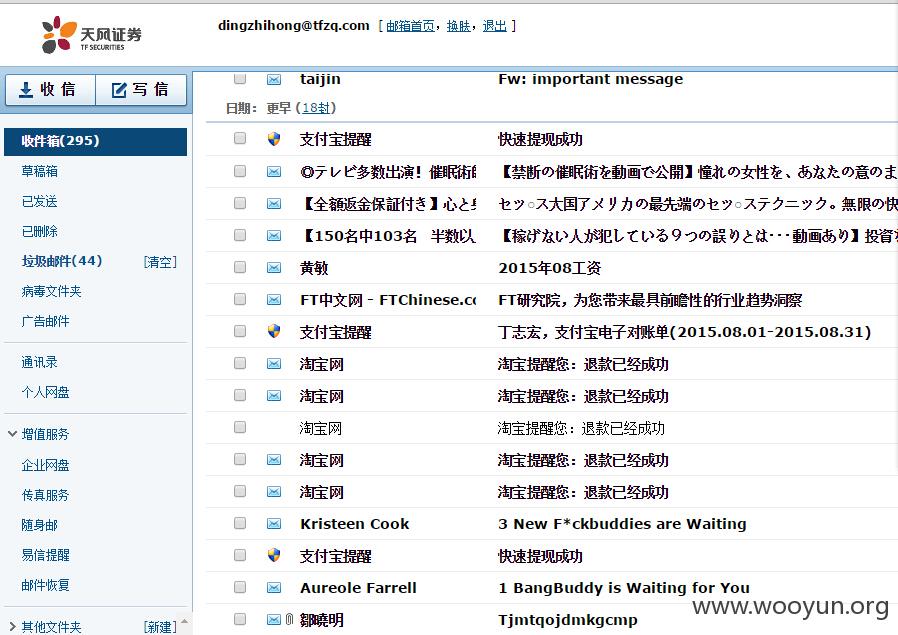 天风证券
TF SECURITIES
dingzhihong@tfzq.com [ 邮箱首页, 换肤, 退出 ]
收 信
写 信
收件箱(295)
草稿箱
已发送
已删除
垃圾邮件(44) [清空]
病毒文件夹
广告邮件
通讯录
个人网盘
增值服务
企业网盘
传真服务
随身邮
易信提醒
邮件恢复
其他文件夹 [新建]
taijin Fw: important message
日期: 更早 (18封)
支付宝提醒 快速提现成功
◎テレビ多数出演! 催眠術師 【禁断の催眠術を動画で公開】憧れの女性を、あなたの意のま
【全額返金保証付き】心と身 セッ○ス大国アメリカの最先端のセッ○ステクニック。無限の快
【150名中103名 半数以上 【稼げない人が犯している9つの誤りとは・・・動画あり】投資
黄敏 2015年08工资
FT中文网 - FTChinese.co FT研究院，为您带来最具前瞻性的行业趋势洞察
支付宝提醒 丁志宏，支付宝电子对账单(2015.08.01-2015.08.31)
淘宝网 淘宝提醒您：退款已经成功
淘宝网 淘宝提醒您：退款已经成功
淘宝网 淘宝提醒您：退款已经成功
淘宝网 淘宝提醒您：退款已经成功
淘宝网 淘宝提醒您：退款已经成功
Kristeen Cook 3 New F*ckbuddies are Waiting
支付宝提醒 快速提现成功
Aureole Farrell 1 BangBuddy is Waiting for You
鄒曉明 Tjmtqojdmkgcmp
www.wooyun.org